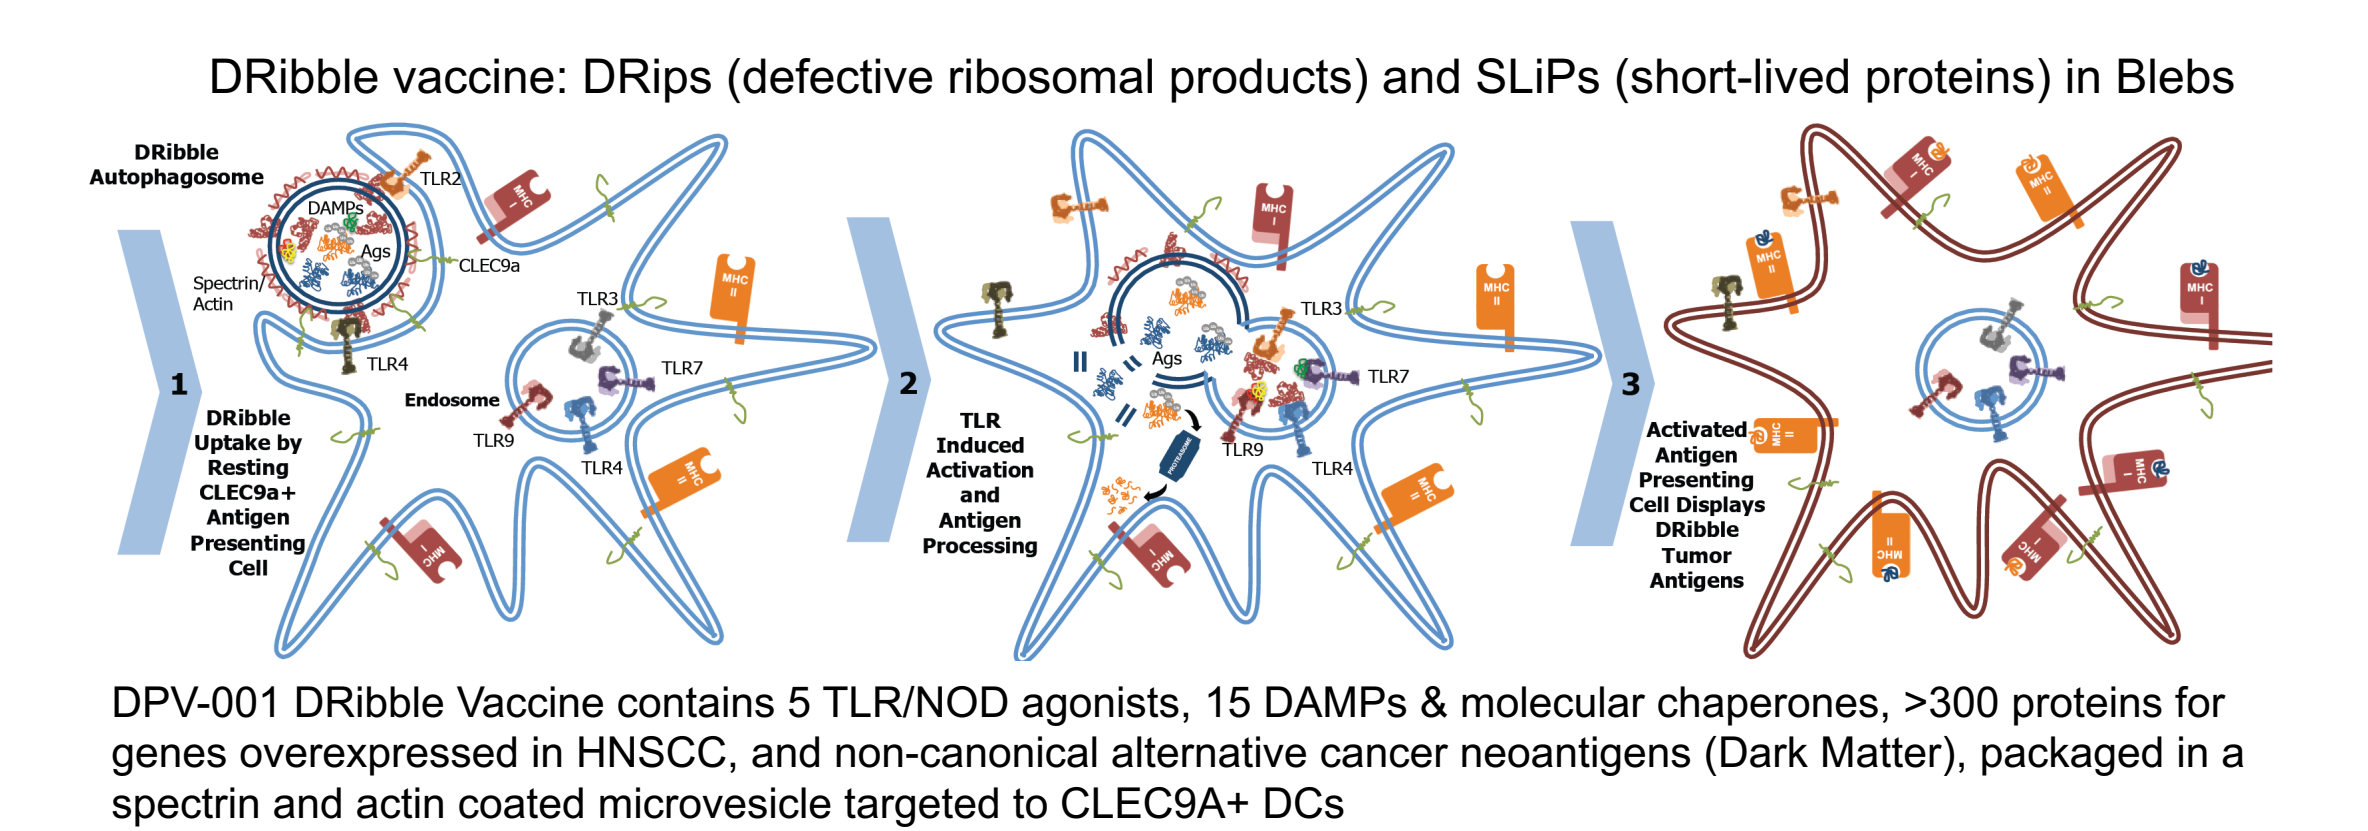 DRibble vaccine: DRips (defective ribosomal products) and SLiPs (short-lived proteins) in Blebs
DRibble
Autophagosome
TLR2
DAMPs
Ags
CLEC9a
Spectrin/
Actin
TLR4
MHC
I
MHC
II
TLR3
TLR7
Endosome
TLR9
TLR4
MHC
II
MHC
I
1
DRibble
Uptake by
Resting
CLEC9a+
Antigen
Presenting
Cell
2
TLR
Induced
Activation
and
Antigen
Processing
MHC
I
MHC
II
TLR3
Ags
TLR7
TLR9
TLR4
PROTEASOME
MHC
I
MHC
II
3
Activated
Antigen
Presenting
Cell Displays
DRibble
Tumor
Antigens
MHC
I
MHC
II
MHC
II
MHC
I
MHC
II
MHC
I
MHC
II
MHC
I
DPV-001 DRibble Vaccine contains 5 TLR/NOD agonists, 15 DAMPs & molecular chaperones, >300 proteins for
genes overexpressed in HNSCC, and non-canonical alternative cancer neoantigens (Dark Matter), packaged in a
spectrin and actin coated microvesicle targeted to CLEC9A+ DCs